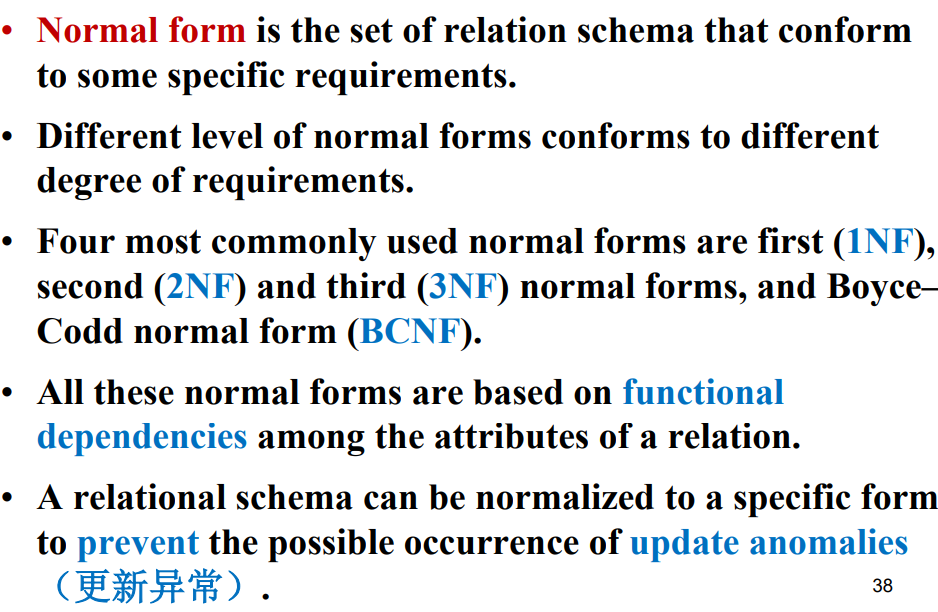 • Normal form is the set of relation schema that conform
to some specific requirements.
• Different level of normal forms conforms to different
degree of requirements.
• Four most commonly used normal forms are first (1NF),
second (2NF) and third (3NF) normal forms, and Boyce–
Codd normal form (BCNF).
• All these normal forms are based on functional
dependencies among the attributes of a relation.
• A relational schema can be normalized to a specific form
to prevent the possible occurrence of update anomalies
（更新异常）.
38